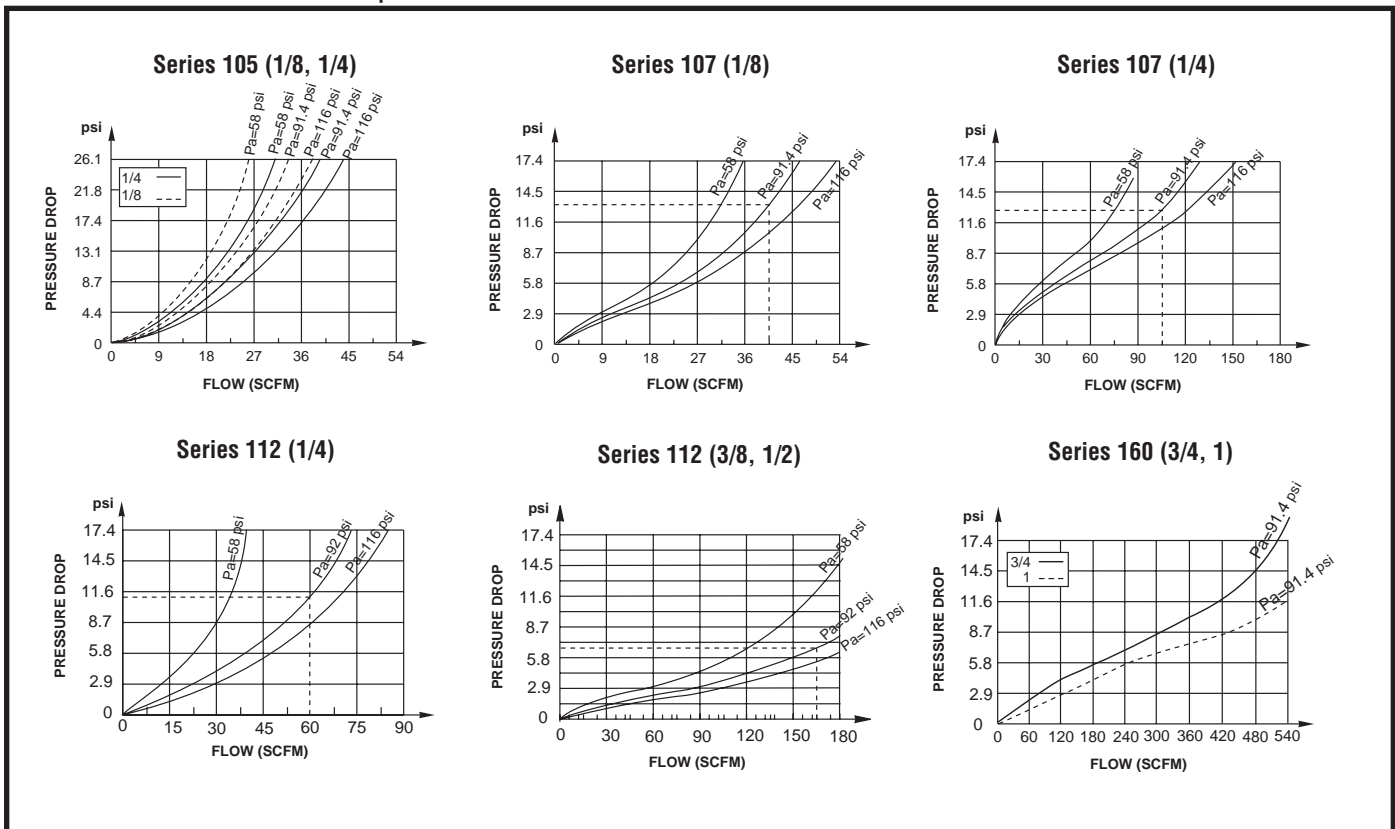 Series 105 (1/8, 1/4)
psi
Pa=58 psi
Pa=58 psi
Pa=91.4 psi
Pa=116 psi
Pa=91.4 psi
Pa=116 psi
1/4
1/8
26.1
21.8
17.4
13.1
8.7
4.4
0
PRESSURE DROP
0 9 18 27 36 45 54
FLOW (SCFM)
Series 107 (1/8)
psi
Pa=58 psi
Pa=91.4 psi
Pa=116 psi
17.4
14.5
11.6
8.7
5.8
2.9
0
PRESSURE DROP
0 9 18 27 36 45 54
FLOW (SCFM)
Series 107 (1/4)
psi
Pa=58 psi
Pa=91.4 psi
Pa=116 psi
17.4
14.5
11.6
8.7
5.8
2.9
0
PRESSURE DROP
0 30 60 90 120 150 180
FLOW (SCFM)
Series 112 (1/4)
psi
Pa=58 psi
Pa=92 psi
Pa=116 psi
17.4
14.5
11.6
8.7
5.8
2.9
0
PRESSURE DROP
0 15 30 45 60 75 90
FLOW (SCFM)
Series 112 (3/8, 1/2)
psi
Pa=58 psi
Pa=92 psi
Pa=116 psi
17.4
14.5
11.6
8.7
5.8
2.9
0
PRESSURE DROP
0 30 60 90 120 150 180
FLOW (SCFM)
Series 160 (3/4, 1)
psi
Pa=91.4 psi
Pa=91.4 psi
3/4
1
17.4
14.5
11.6
8.7
5.8
2.9
0
PRESSURE DROP
0 60 120 180 240 300 360 420 480 540
FLOW (SCFM)